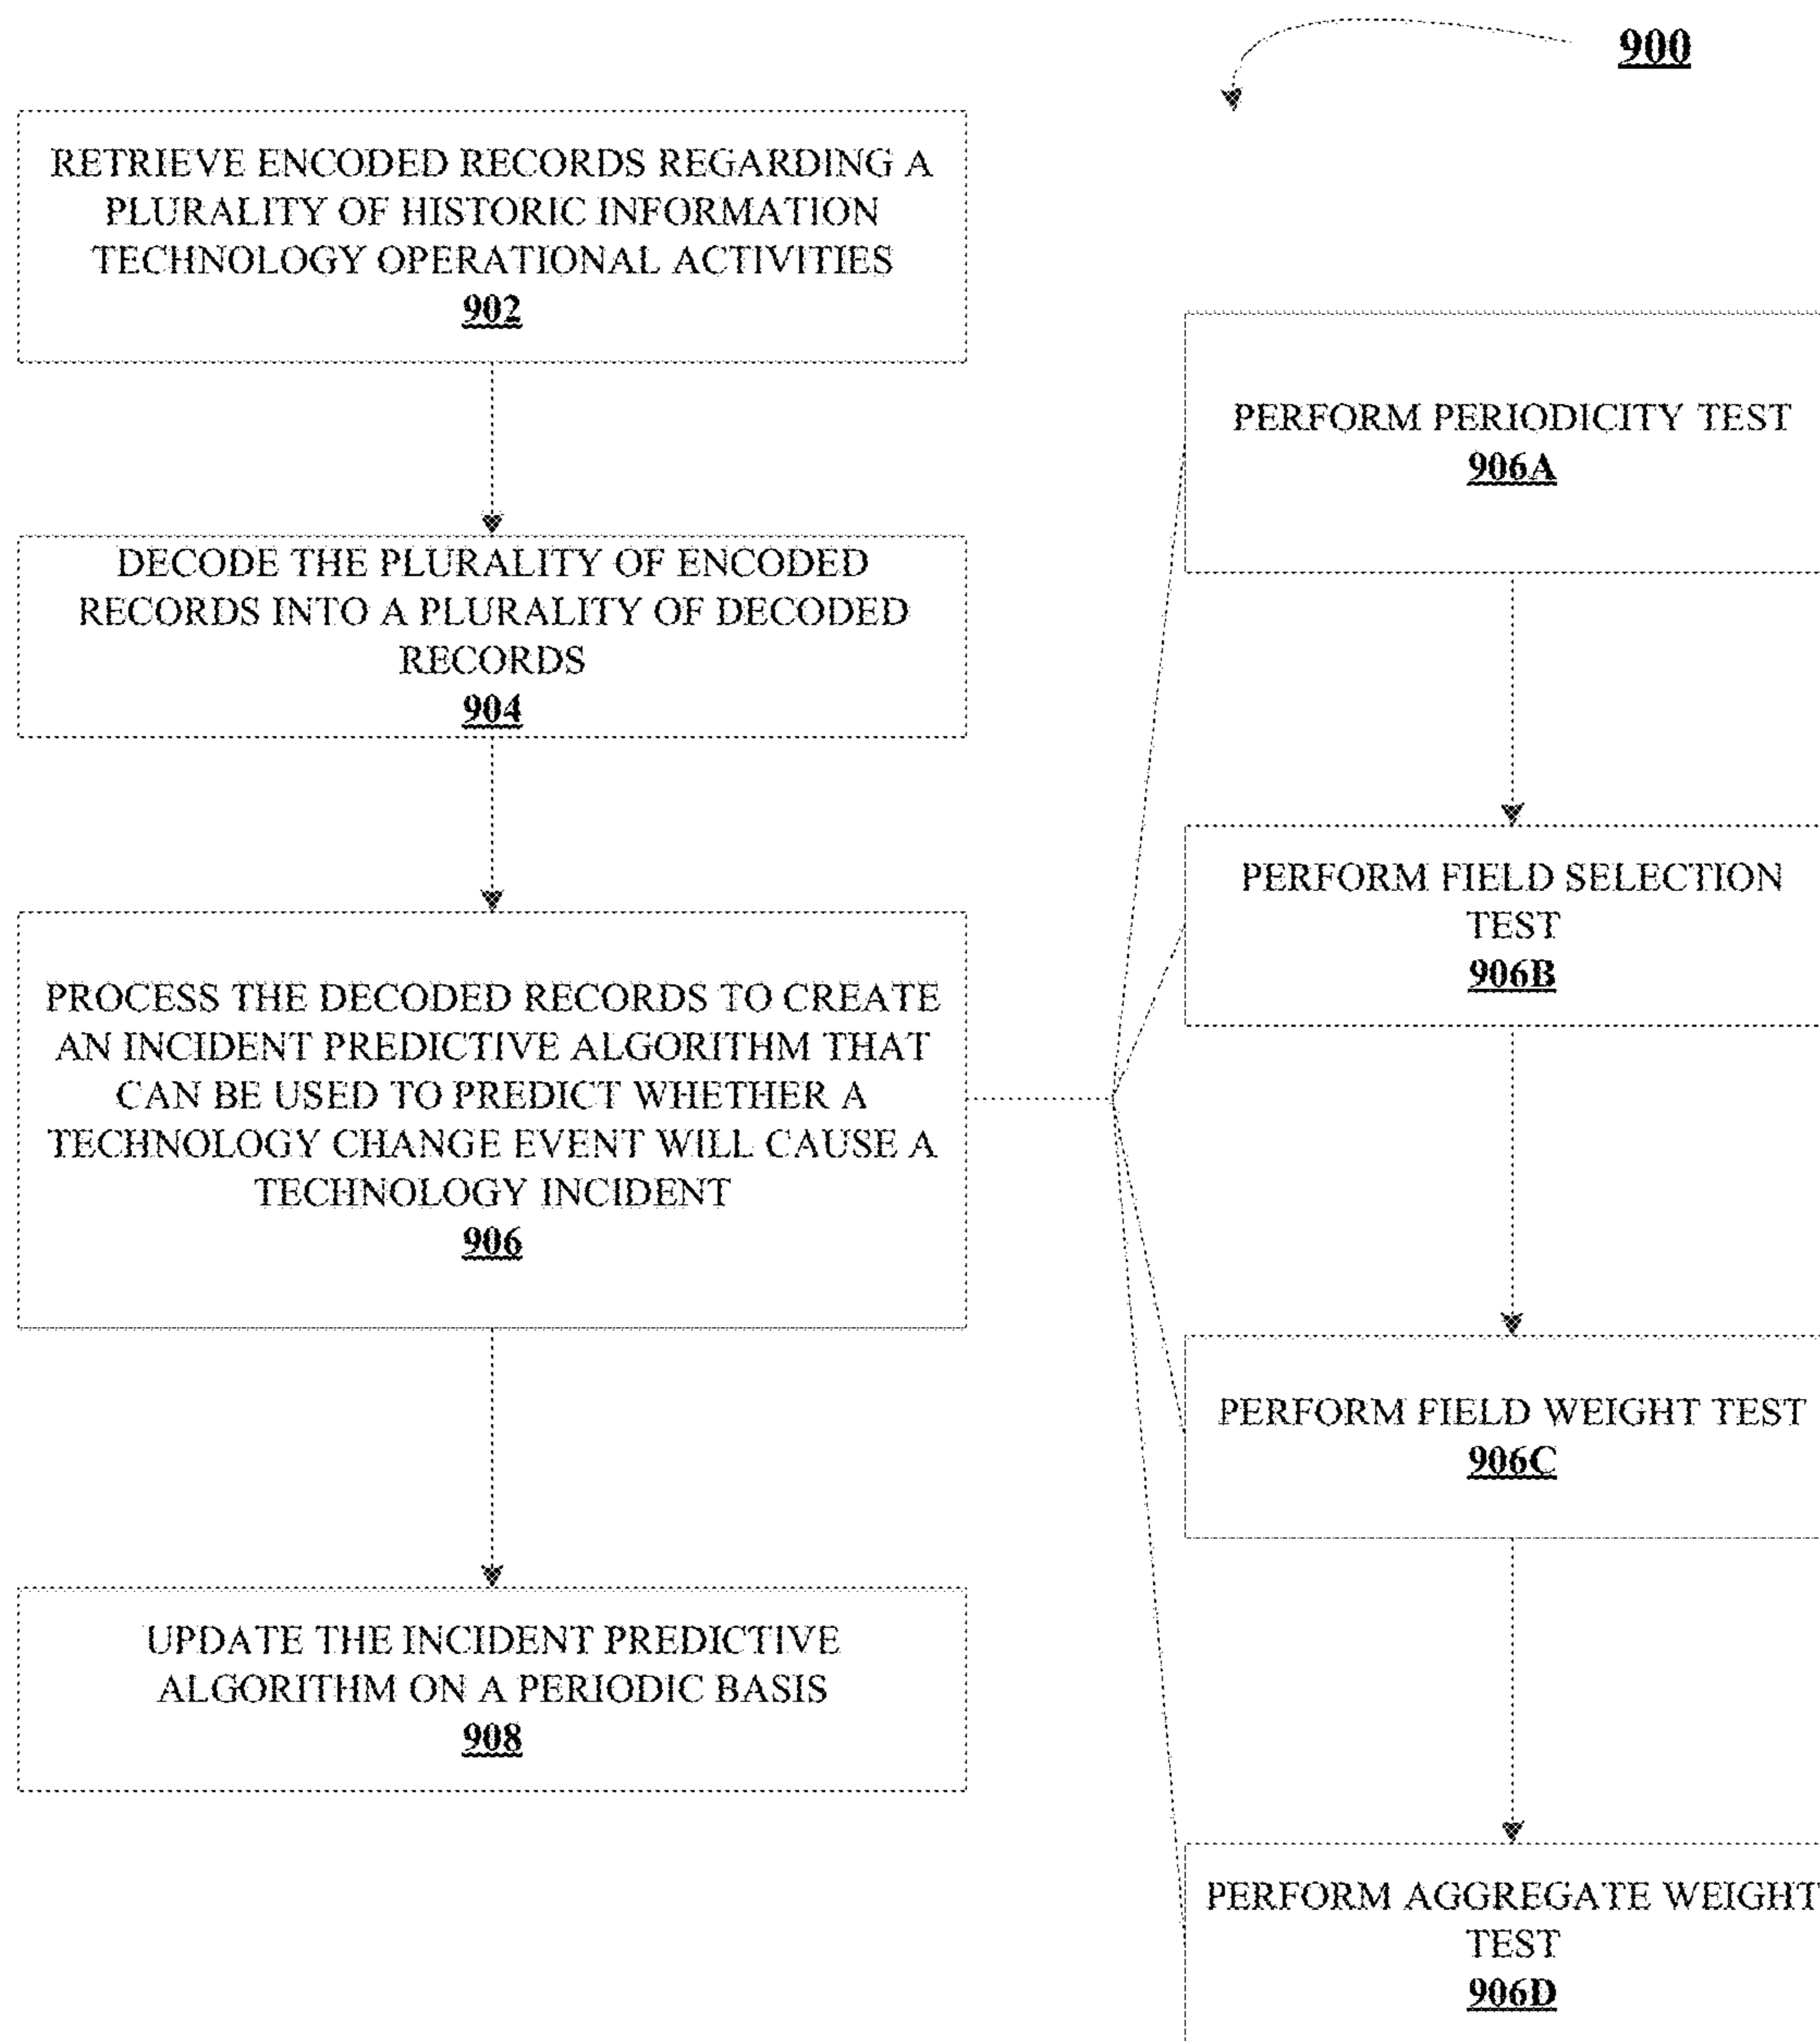 900
RETRIEVE ENCODED RECORDS REGARDING A
PLURALITY OF HISTORIC INFORMATION
TECHNOLOGY OPERATIONAL ACTIVITIES
902
DECODE THE PLURALITY OF ENCODED
RECORDS INTO A PLURALITY OF DECODED
RECORDS
904
PROCESS THE DECODED RECORDS TO CREATE
AN INCIDENT PREDICTIVE ALGORITHM THAT
CAN BE USED TO PREDICT WHETHER A
TECHNOLOGY CHANGE EVENT WILL CAUSE A
TECHNOLOGY INCIDENT
906
UPDATE THE INCIDENT PREDICTIVE
ALGORITHM ON A PERIODIC BASIS
908
PERFORM PERIODICITY TEST
906A
PERFORM FIELD SELECTION
TEST
906B
PERFORM FIELD WEIGHT TEST
906C
PERFORM AGGREGATE WEIGHT
TEST
906D